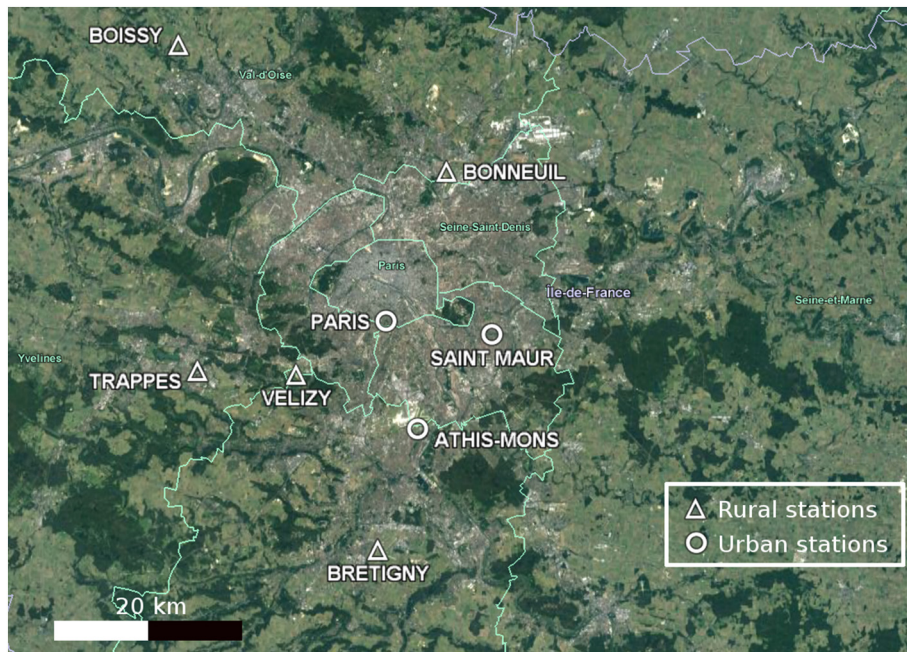 BOISSY
Val-d'Oise
BONNEUIL
Seine-Saint-Denis
Paris
Île-de-France
Seine-et-Marne
PARIS
SAINT MAUR
Yvelines
TRAPPES
VELIZY
ATHIS-MONS
Rural stations
Urban stations
BRETIGNY
20 km